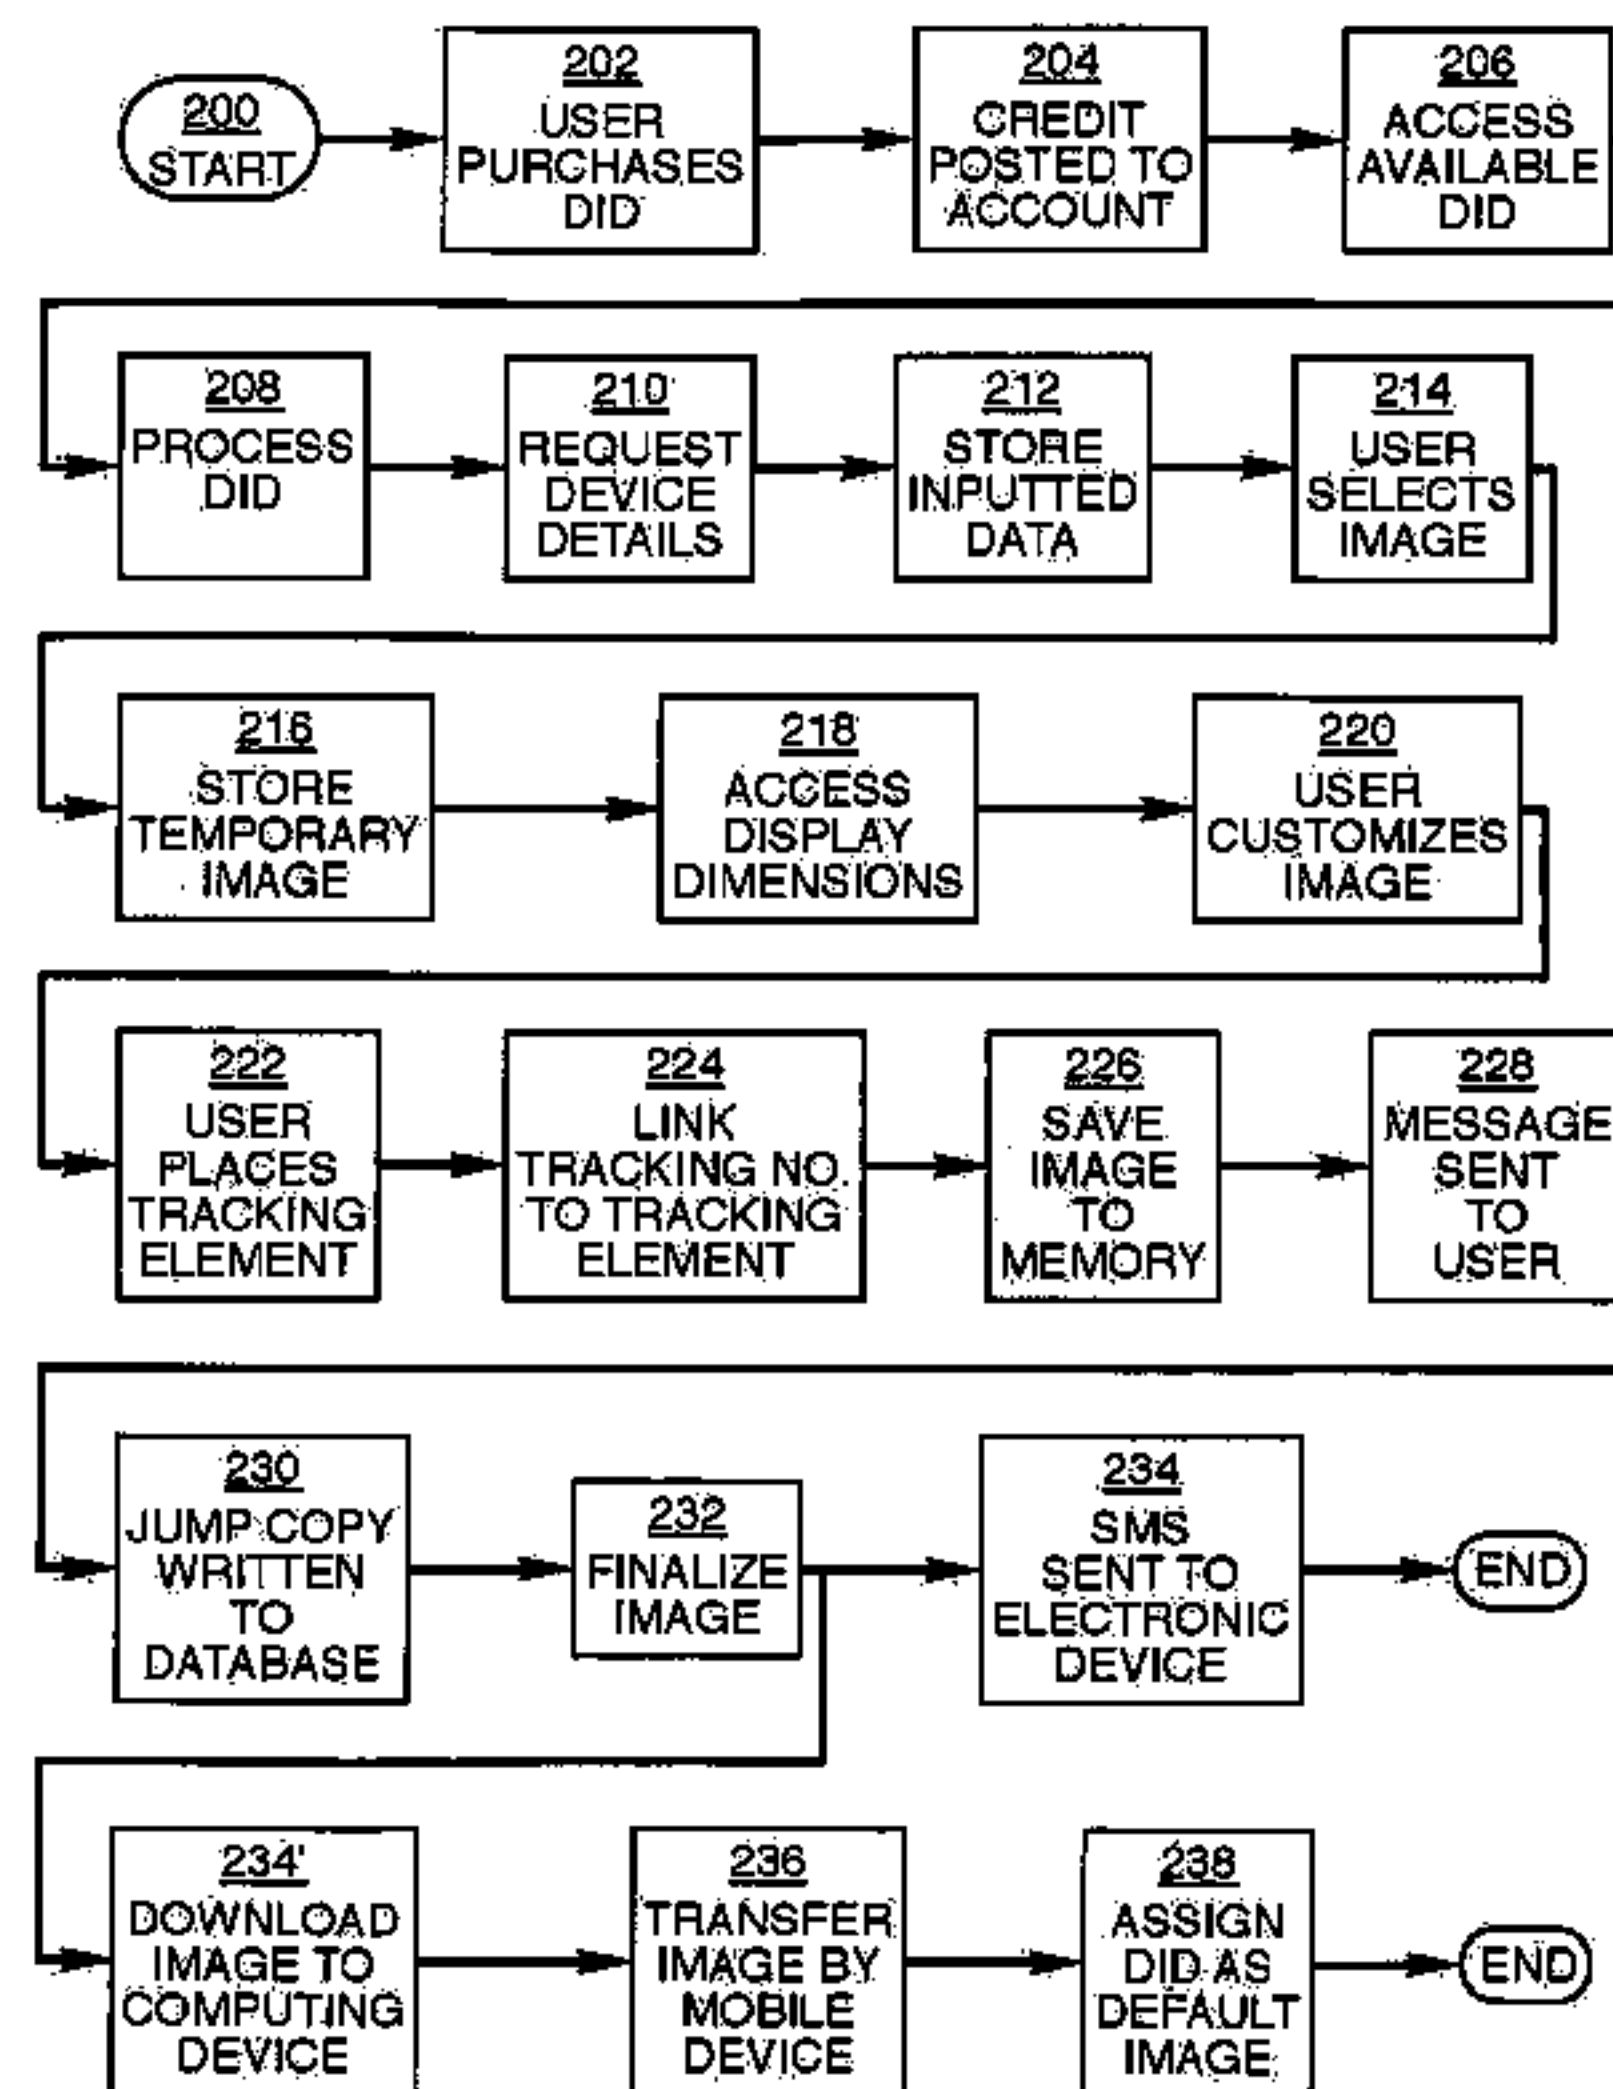 200
START
202
USER
PURCHASES
DID
204
CREDIT
POSTED TO
ACCOUNT
206
ACCESS
AVAILABLE
DID
208
PROCESS
DID
210
REQUEST
DEVICE
DETAILS
212
STORE
INPUTTED
DATA
214
USER
SELECTS
IMAGE
216
STORE
TEMPORARY
IMAGE
218
ACCESS
DISPLAY
DIMENSIONS
220
USER
CUSTOMIZES
IMAGE
222
USER
PLACES
TRACKING
ELEMENT
224
LINK
TRACKING NO.
TO TRACKING
ELEMENT
226
SAVE
IMAGE
TO
MEMORY
228
MESSAGE
SENT
TO
USER
230
JUMP COPY
WRITTEN
TO
DATABASE
232
FINALIZE
IMAGE
234
SMS
SENT TO
ELECTRONIC
DEVICE
END
234'
DOWNLOAD
IMAGE TO
COMPUTING
DEVICE
236
TRANSFER
IMAGE BY
MOBILE
DEVICE
238
ASSIGN
DID AS
DEFAULT
IMAGE
END